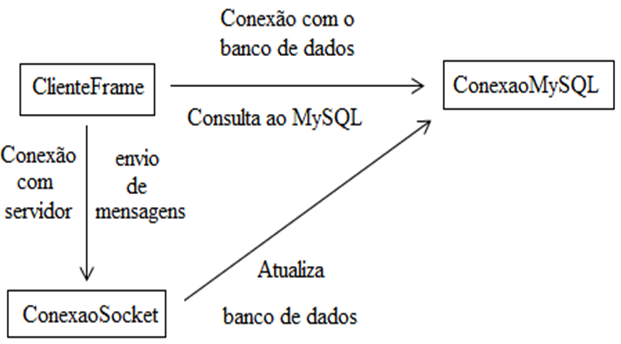 Conexão com o
banco de dados
ClienteFrame
ConexaoMySQL
Consulta ao MySQL
Conexão
com
servidor
envio
de
mensagens
Atualiza
banco de dados
ConexaoSocket